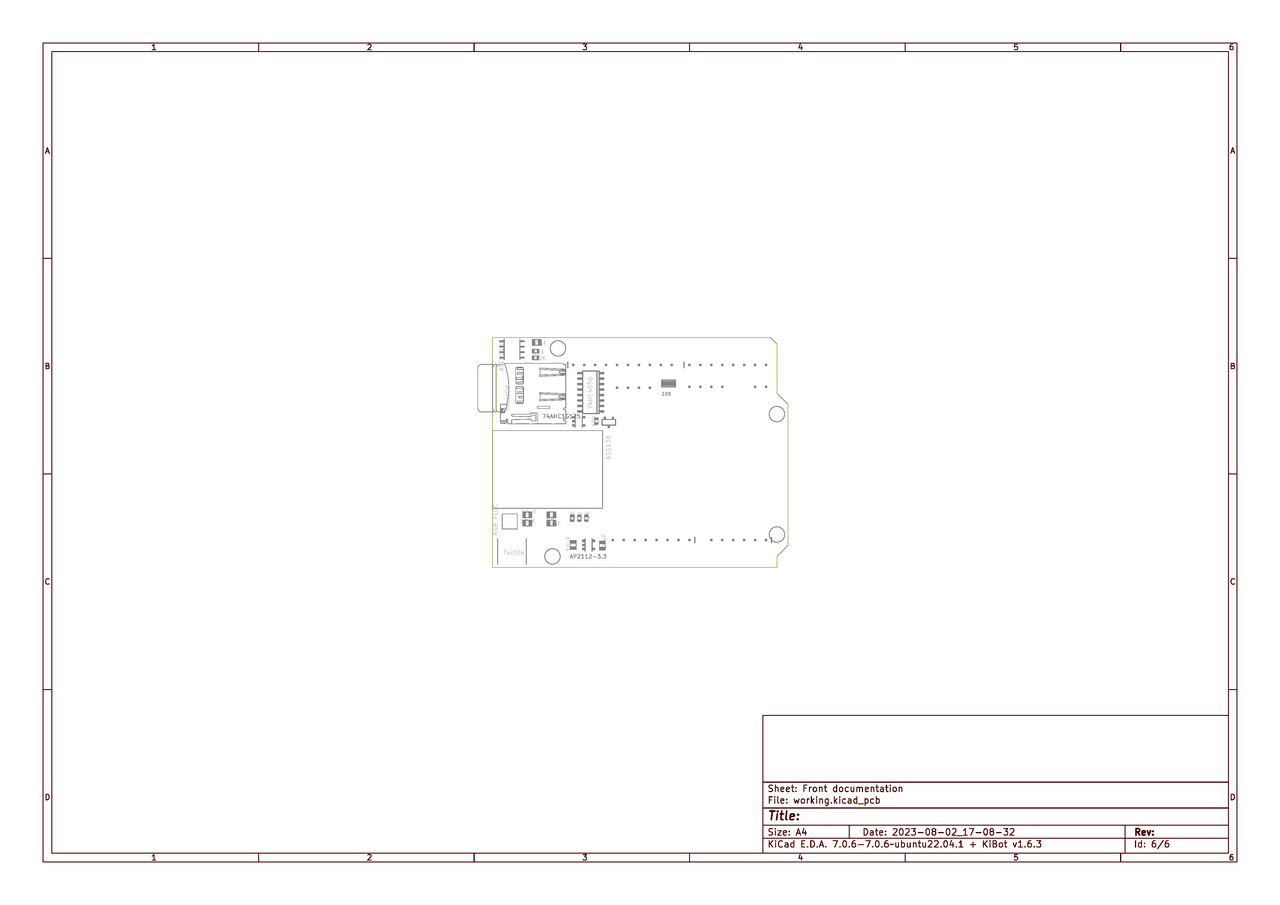 1 2 3 4 5 6
A A
10K
74HC4050
microSD
B B
BSS138
RGB
Tactile
AP2112-3.3
C C
D D
Sheet: Front documentation
File: working.kicad_pcb
Title:
Size: A4 Date: 2023-08-02_17-08-32 Rev:
KiCad E.D.A. 7.0.6-7.0.6~ubuntu22.04.1 + KiBot v1.6.3 Id: 6/6
1 2 3 4 5 6